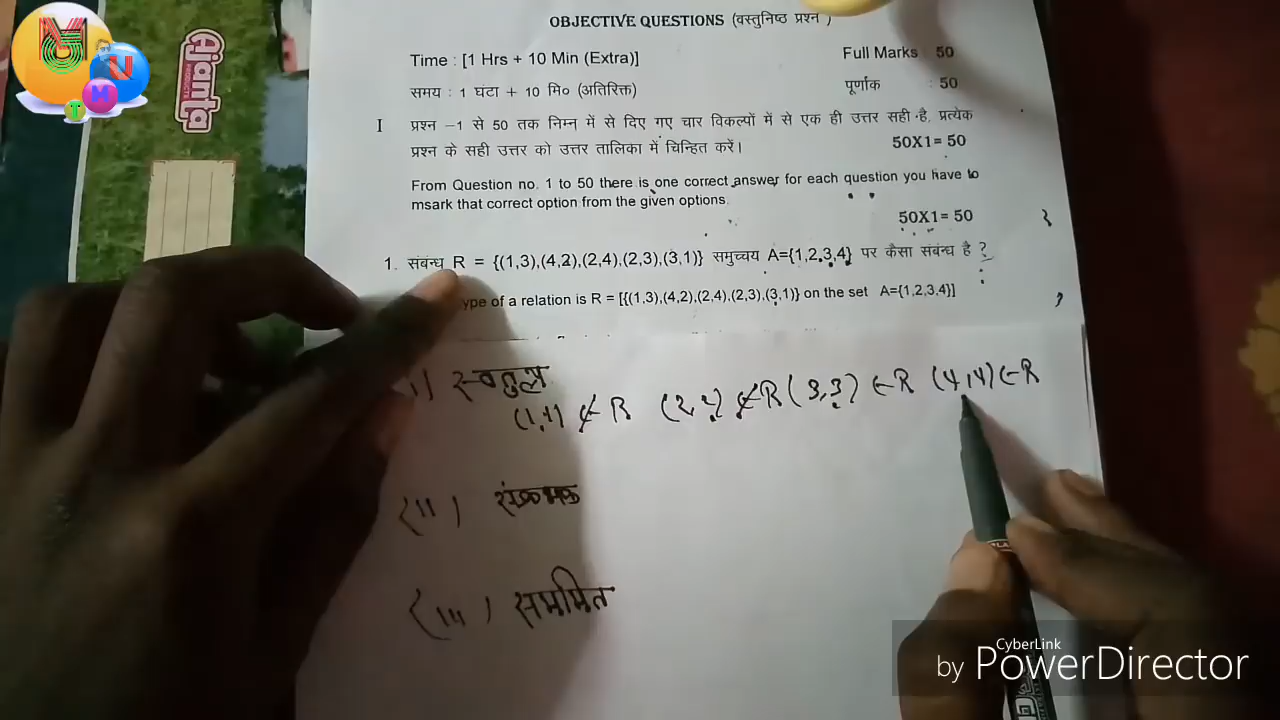 OBJECTIVE QUESTIONS (वस्तुनिष्ठ प्रश्न )
Time : [1 Hrs + 10 Min (Extra)] Full Marks 50
समय : 1 घंटा + 10 मि० (अतिरिक्त) पूर्णांक : 50
I प्रश्न –1 से 50 तक निम्न में से दिए गए चार विकल्पों में से एक ही उत्तर सही है, प्रत्येक
प्रश्न के सही उत्तर को उत्तर तालिका में चिन्हित करें। 50X1= 50
From Question no. 1 to 50 there is one correct answer for each question you have to
msark that correct option from the given options.
50X1= 50
1. संबंन्ध R = {(1,3),(4,2),(2,4),(2,3),(3,1)} समुच्चय A={1,2,3,4} पर कैसा संबंन्ध है ?
ype of a relation is R = [{(1,3),(4,2),(2,4),(2,3),(3,1)} on the set A={1,2,3,4}]
स्वतुल्य
(1,1) ∉ R (2,2) ∉ R (3,3) ∈ R (4,4) ∈ R
(ii) संक्रमक
(iii) सममित
Ajanta
PRODUCTS
M
U
H
T
CyberLink
by PowerDirector